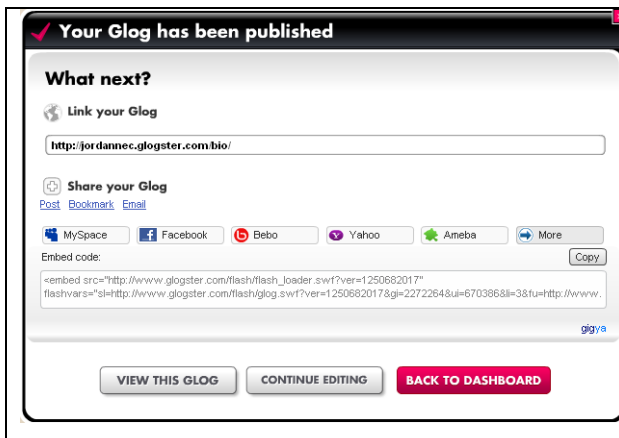 Your Glog has been published
What next?
Link your Glog
http://jordannec.glogster.com/bio/
Share your Glog
Post Bookmark Email
MySpace Facebook Bebo Yahoo Ameba More
Embed code: Copy
<embed src="http://www.glogster.com/flash/flash_loader.swf?ver=1250682017"
flashvars="sl=http://www.glogster.com/flash/glog.swf?ver=1250682017&gi=2272264&ui=670386&li=3&fu=http://www.
gigya
VIEW THIS GLOG CONTINUE EDITING BACK TO DASHBOARD